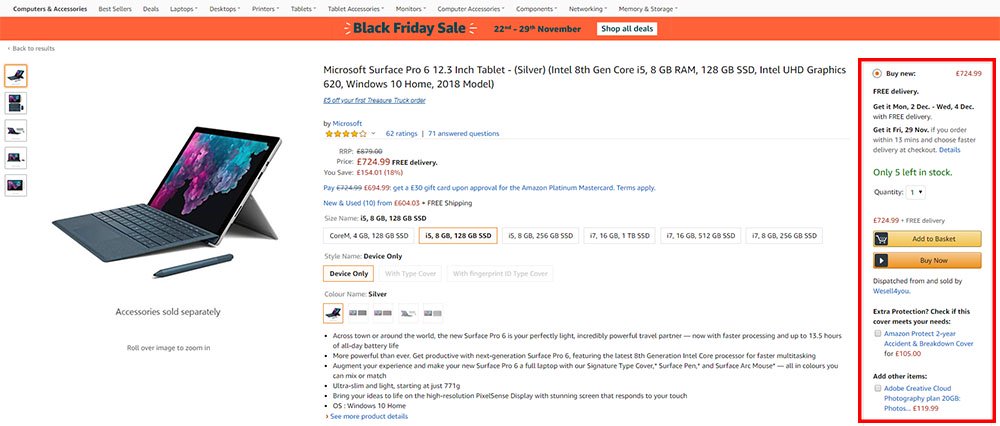 Computers & Accessories Best Sellers Deals Laptops Desktops Printers Tablets Tablet Accessories Monitors Computer Accessories Components Networking Memory & Storage
Black Friday Sale 22nd - 29th November Shop all deals
‹ Back to results
Microsoft Surface Pro 6 12.3 Inch Tablet - (Silver) (Intel 8th Gen Core i5, 8 GB RAM, 128 GB SSD, Intel UHD Graphics
620, Windows 10 Home, 2018 Model)
£5 off your first Treasure Truck order
by Microsoft
62 ratings | 71 answered questions
RRP: £879.00
Price: £724.99 FREE delivery.
You Save: £154.01 (18%)
Pay £724.99 £694.99: get a £30 gift card upon approval for the Amazon Platinum Mastercard. Terms apply.
New & Used (10) from £604.03 + FREE Shipping
Size Name: i5, 8 GB, 128 GB SSD
CoreM, 4 GB, 128 GB SSD i5, 8 GB, 128 GB SSD i5, 8 GB, 256 GB SSD i7, 16 GB, 1 TB SSD i7, 16 GB, 512 GB SSD i7, 8 GB, 256 GB SSD
Style Name: Device Only
Device Only With Type Cover With fingerprint ID Type Cover
Colour Name: Silver
• Across town or around the world, the new Surface Pro 6 is your perfectly light, incredibly powerful travel partner — now with faster processing and up to 13.5 hours
of all-day battery life
• More powerful than ever. Get productive with next-generation Surface Pro 6, featuring the latest 8th Generation Intel Core processor for faster multitasking
• Augment your experience and make your new Surface Pro 6 a full laptop with our Signature Type Cover,* Surface Pen,* and Surface Arc Mouse* — all in colours you
can mix or match
• Ultra-slim and light, starting at just 771g
• Bring your ideas to life on the high-resolution PixelSense Display with stunning screen that responds to your touch
• OS : Windows 10 Home
› See more product details
Accessories sold separately
Roll over image to zoom in
Buy new: £724.99
FREE delivery.
Get it Mon, 2 Dec. - Wed, 4 Dec.
with FREE delivery.
Get it Fri, 29 Nov. if you order
within 13 mins and choose faster
delivery at checkout. Details
Only 5 left in stock.
Quantity: 1
£724.99 + FREE delivery
Add to Basket
Buy Now
Dispatched from and sold by
Wesell4you.
Extra Protection? Check if this
cover meets your needs:
Amazon Protect 2-year
Accident & Breakdown Cover
for £105.00
Add other items:
Adobe Creative Cloud
Photography plan 20GB:
Photos... £119.99